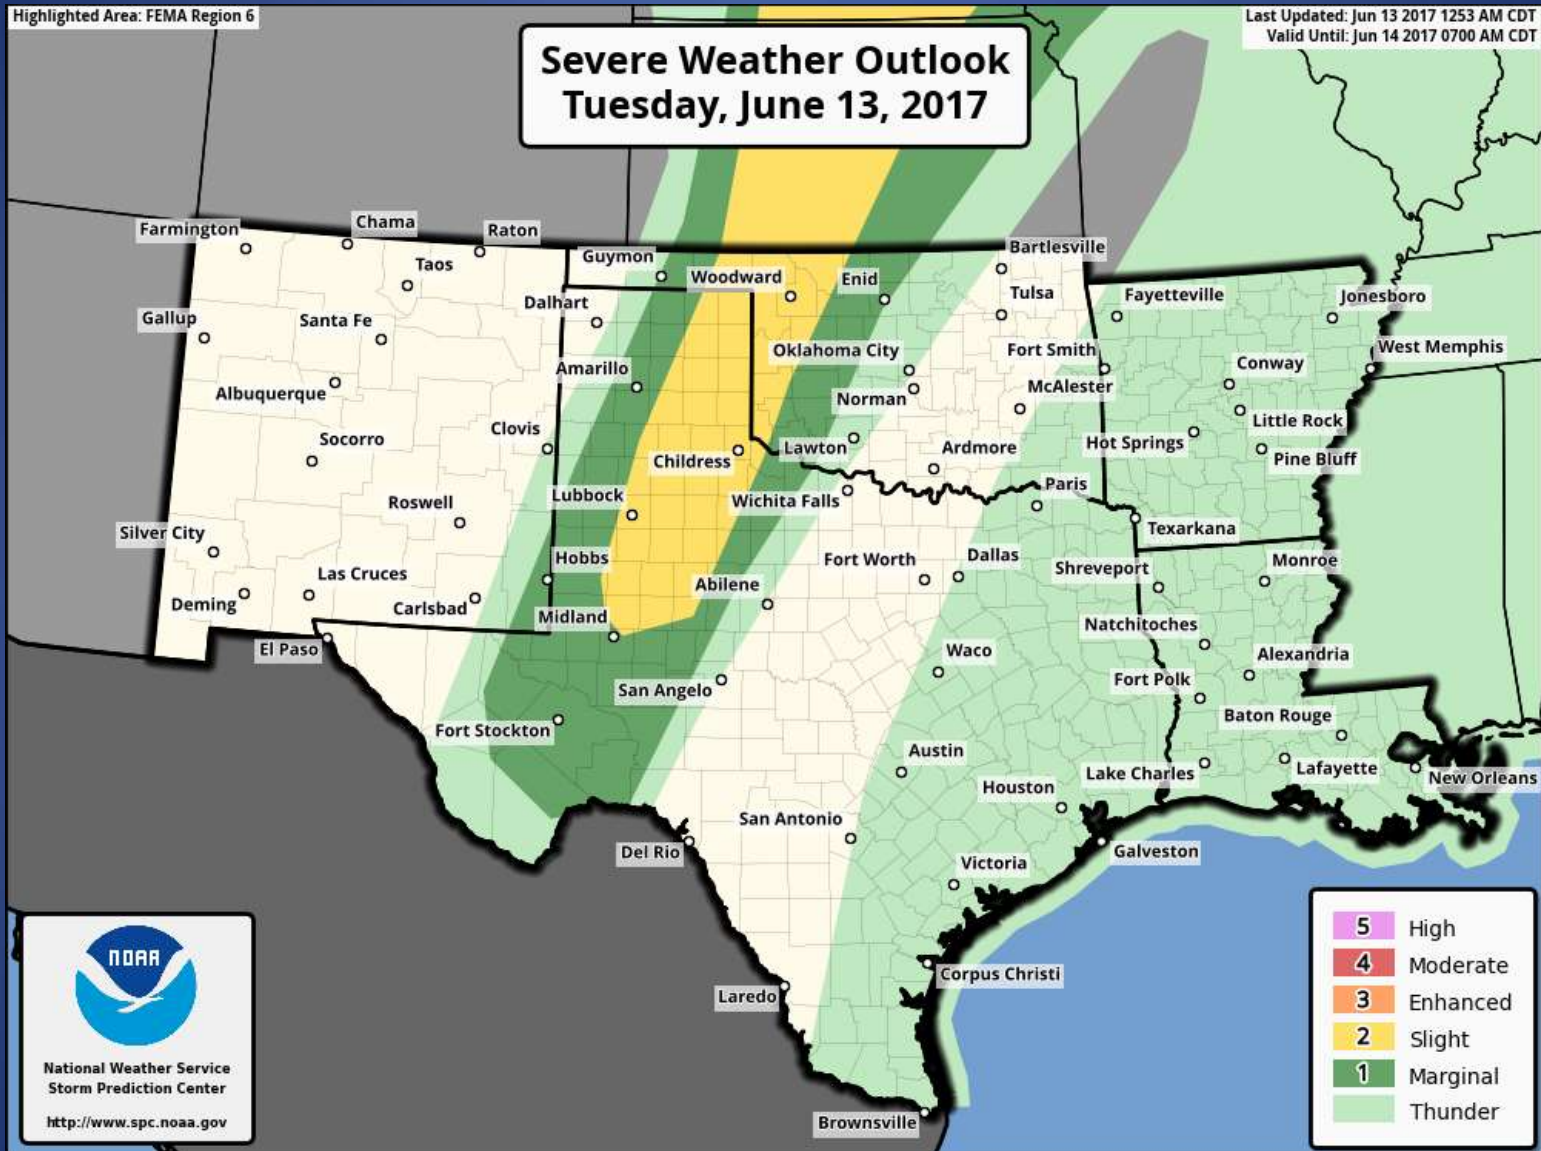 Highlighted Area: FEMA Region 6
Last Updated: Jun 13 2017 1253 AM CDT
Valid Until: Jun 14 2017 0700 AM CDT
Severe Weather Outlook
Tuesday, June 13, 2017
Farmington
Chama
Raton
Taos
Guymon
Woodward
Enid
Bartlesville
Dalhart
Tulsa
Fayetteville
Jonesboro
Gallup
Santa Fe
Oklahoma City
Fort Smith
West Memphis
Amarillo
Conway
Albuquerque
Norman
McAlester
Clovis
Socorro
Childress
Lawton
Ardmore
Hot Springs
Little Rock
Pine Bluff
Roswell
Lubbock
Wichita Falls
Paris
Silver City
Texarkana
Hobbs
Fort Worth
Dallas
Shreveport
Monroe
Las Cruces
Deming
Carlsbad
Midland
Abilene
Natchitoches
El Paso
San Angelo
Waco
Fort Polk
Alexandria
Fort Stockton
Baton Rouge
Austin
Houston
Lake Charles
Lafayette
New Orleans
San Antonio
Del Rio
Victoria
Galveston
Corpus Christi
Laredo
Brownsville
NOAA
National Weather Service
Storm Prediction Center
http://www.spc.noaa.gov
5 High
4 Moderate
3 Enhanced
2 Slight
1 Marginal
Thunder